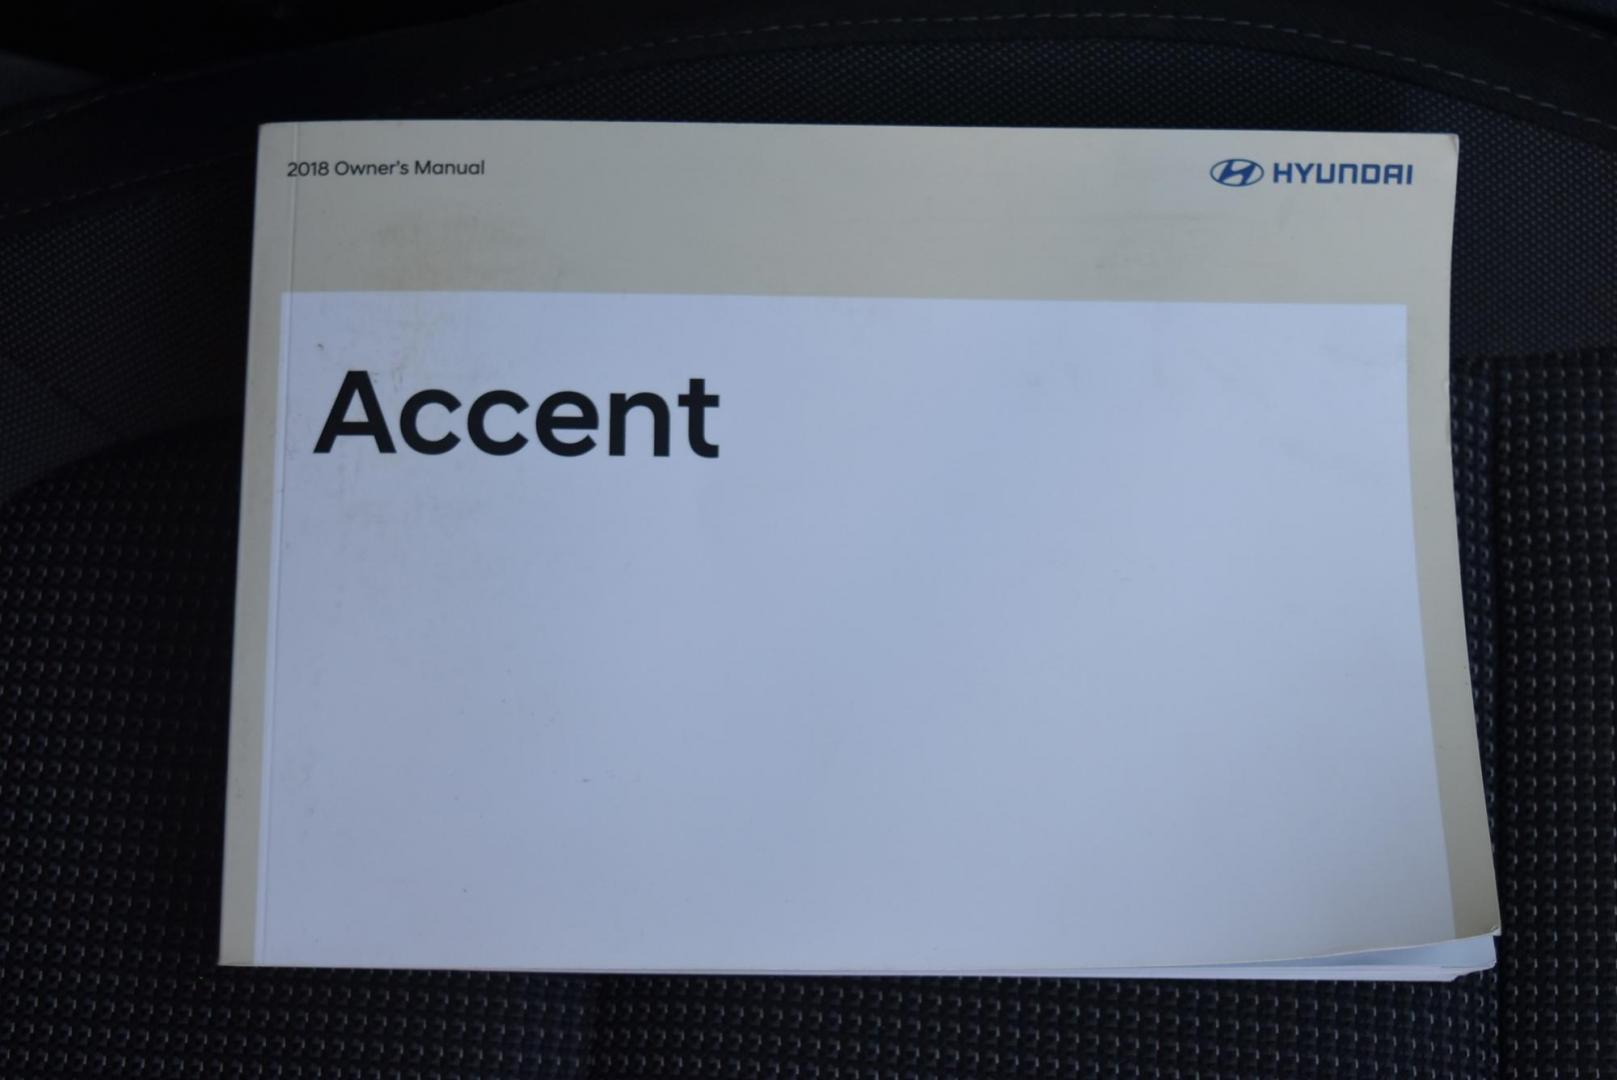 2018 Owner's Manual
HYUNDAI
Accent